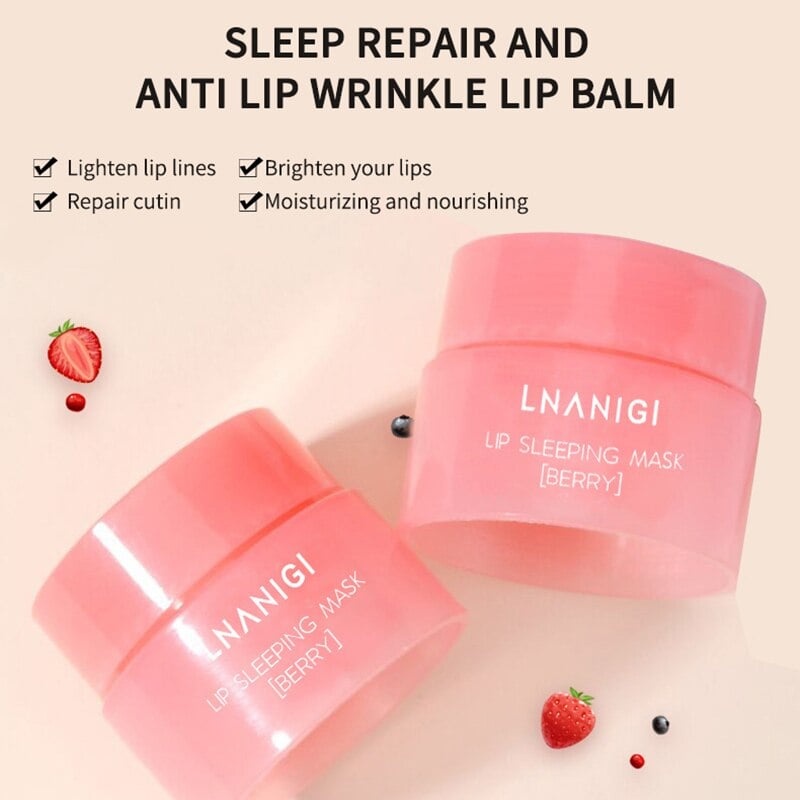 SLEEP REPAIR AND
ANTI LIP WRINKLE LIP BALM
Lighten lip lines
Brighten your lips
Repair cutin
Moisturizing and nourishing
LNANIGI
LIP SLEEPING MASK
[BERRY]
LNANIGI
LIP SLEEPING MASK
[BERRY]